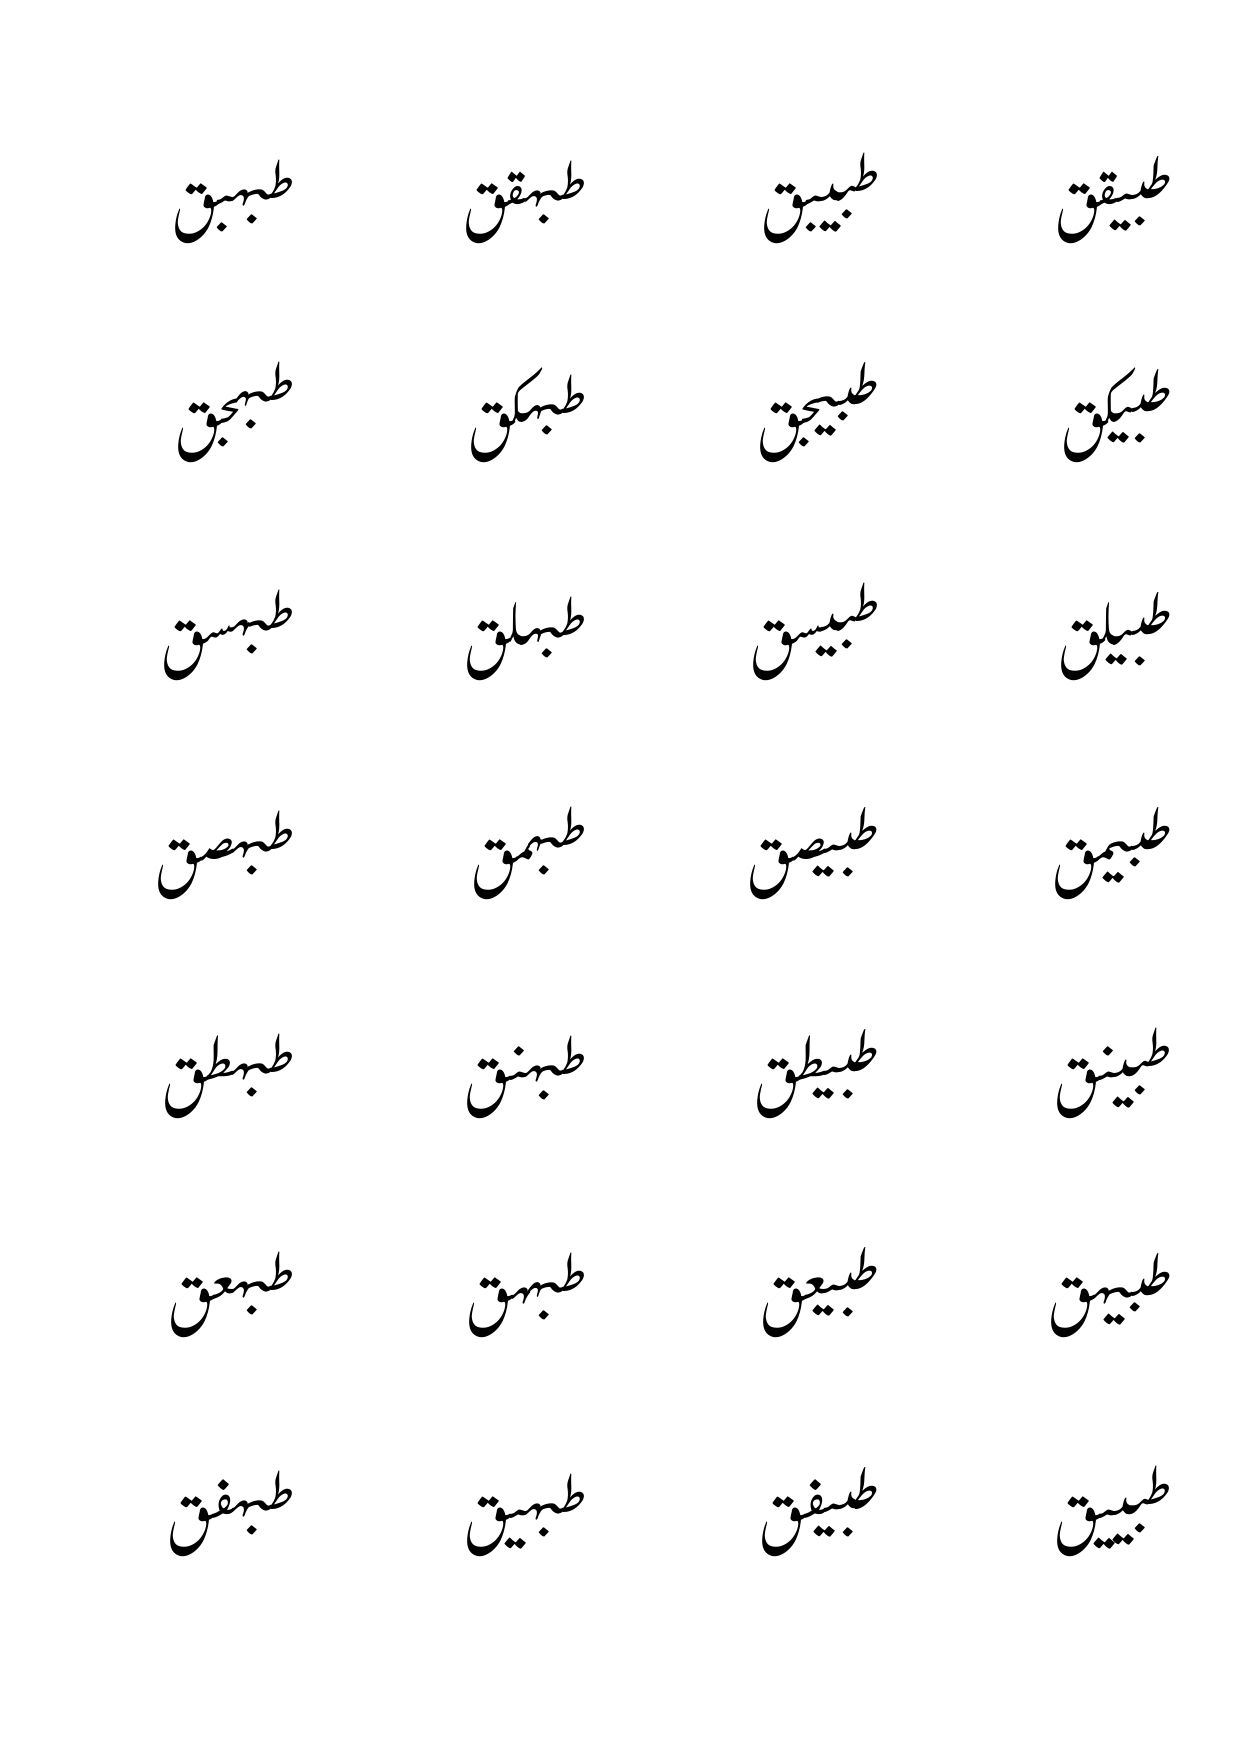 طبيقق طبيبق طبهقق طبهبق
طبيكق طبيجق طبهكق طبهجق
طبيلق طبيسق طبهلق طبهسق
طبيمق طبيصق طبهمق طبهصق
طبينق طبيطق طبهنق طبهطق
طبيهق طبيعق طبههق طبهعق
طبييق طبيفق طبهيق طبهفق